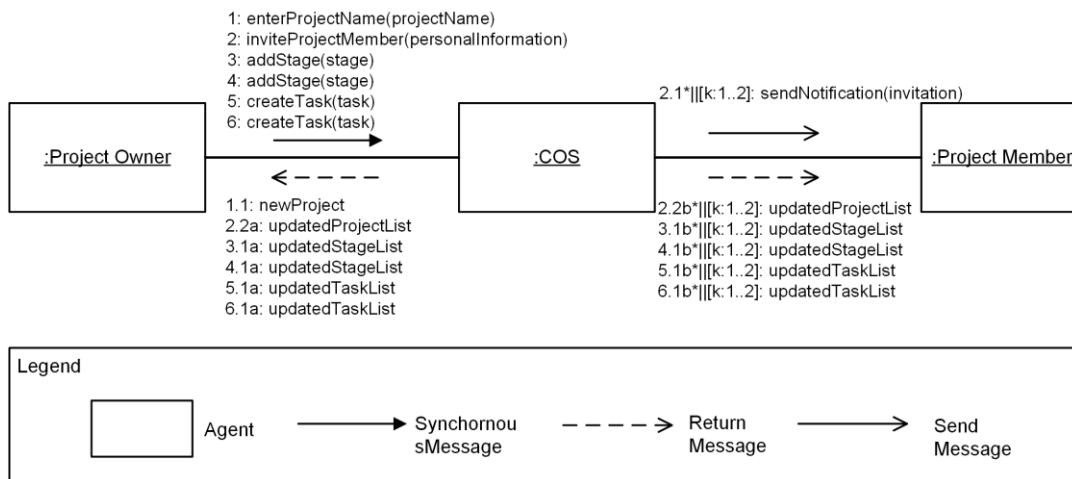 1: enterProjectName(projectName)
2: inviteProjectMember(personalInformation)
3: addStage(stage)
4: addStage(stage)
5: createTask(task)
6: createTask(task)
2.1*||[k:1..2]: sendNotification(invitation)
:Project Owner
:COS
:Project Member
1.1: newProject
2.2a: updatedProjectList
3.1a: updatedStageList
4.1a: updatedStageList
5.1a: updatedTaskList
6.1a: updatedTaskList
2.2b*||[k:1..2]: updatedProjectList
3.1b*||[k:1..2]: updatedStageList
4.1b*||[k:1..2]: updatedStageList
5.1b*||[k:1..2]: updatedTaskList
6.1b*||[k:1..2]: updatedTaskList
Legend
Agent
Synchornou
sMessage
Return
Message
Send
Message